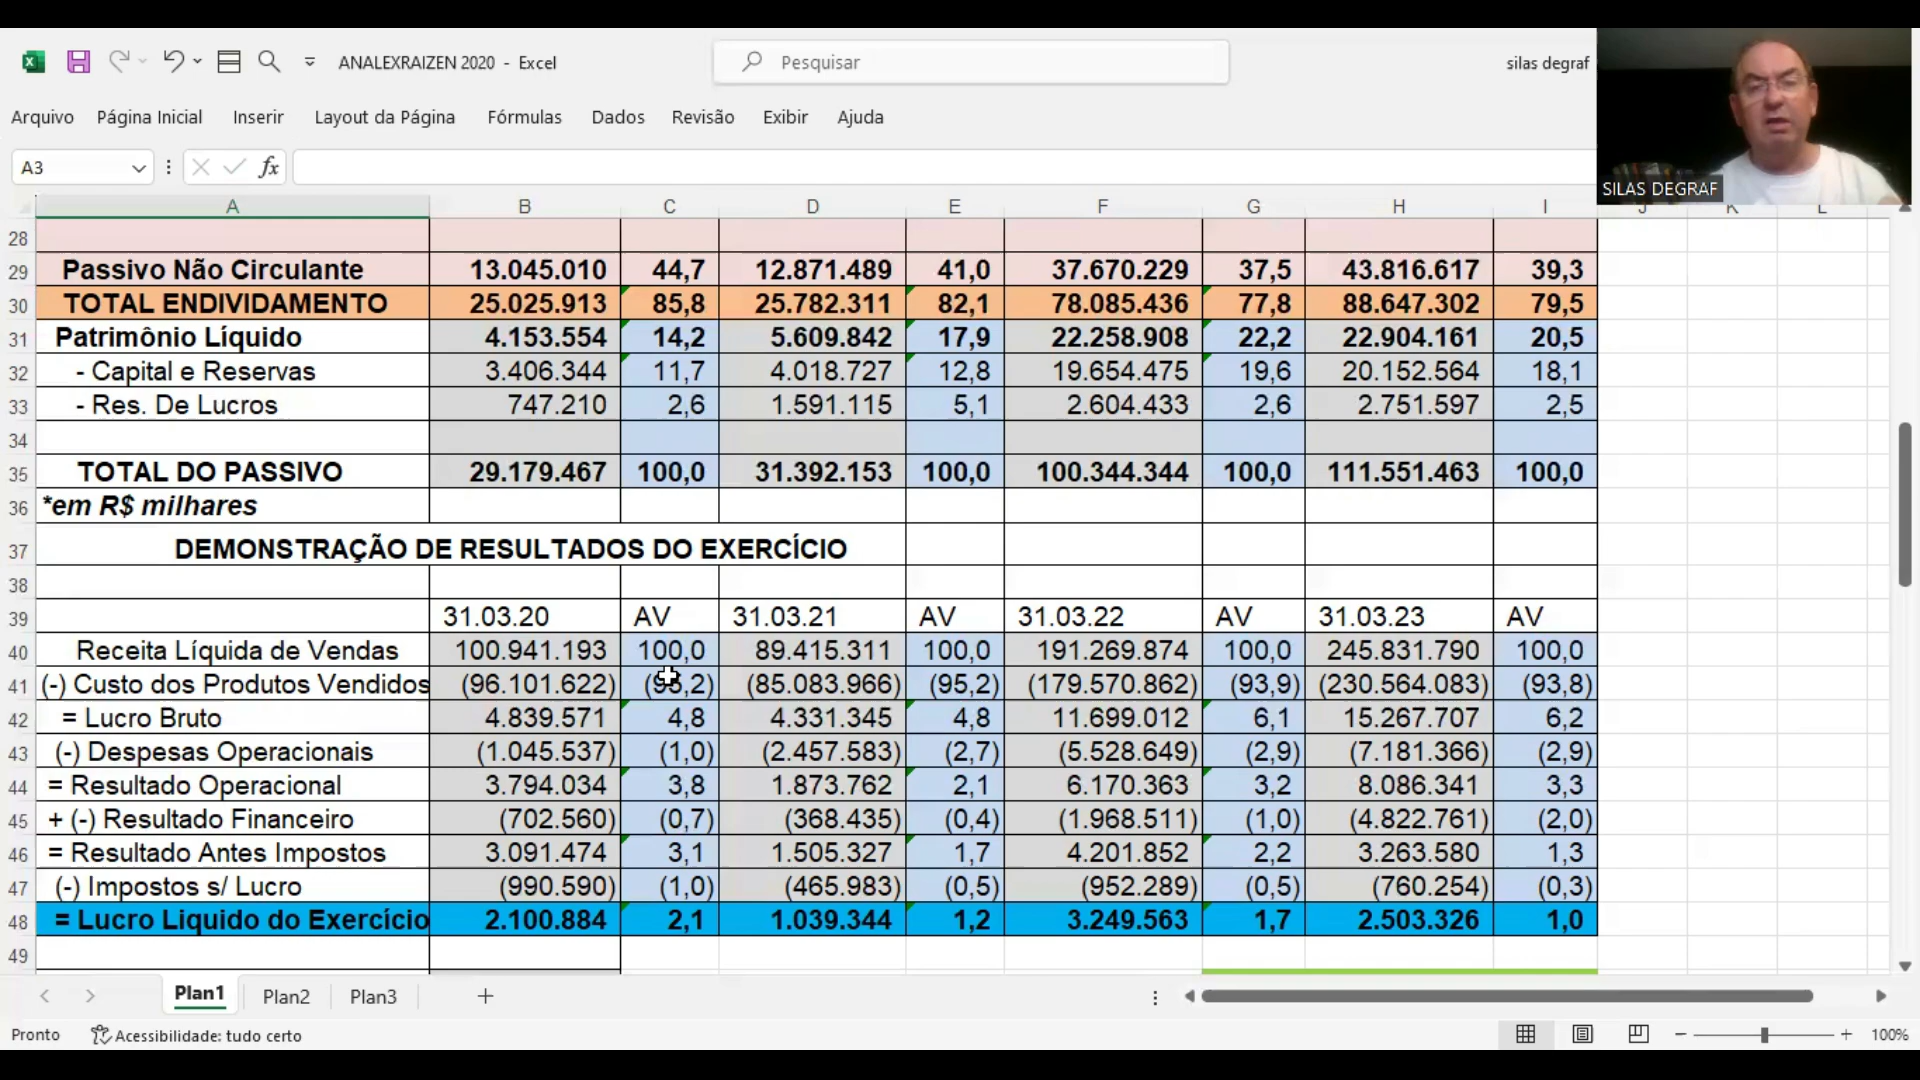 ANALEXRAIZEN 2020 - Excel
Pesquisar
silas degraf
Arquivo Página Inicial Inserir Layout da Página Fórmulas Dados Revisão Exibir Ajuda
A3 fx
SILAS DEGRAF
A B C D E F G H I J K L
28
29 Passivo Não Circulante 13.045.010 44,7 12.871.489 41,0 37.670.229 37,5 43.816.617 39,3
30 TOTAL ENDIVIDAMENTO 25.025.913 85,8 25.782.311 82,1 78.085.436 77,8 88.647.302 79,5
31 Patrimônio Líquido 4.153.554 14,2 5.609.842 17,9 22.258.908 22,2 22.904.161 20,5
32 - Capital e Reservas 3.406.344 11,7 4.018.727 12,8 19.654.475 19,6 20.152.564 18,1
33 - Res. De Lucros 747.210 2,6 1.591.115 5,1 2.604.433 2,6 2.751.597 2,5
34
35 TOTAL DO PASSIVO 29.179.467 100,0 31.392.153 100,0 100.344.344 100,0 111.551.463 100,0
36 *em R$ milhares
37 DEMONSTRAÇÃO DE RESULTADOS DO EXERCÍCIO
38
39 31.03.20 AV 31.03.21 AV 31.03.22 AV 31.03.23 AV
40 Receita Líquida de Vendas 100.941.193 100,0 89.415.311 100,0 191.269.874 100,0 245.831.790 100,0
41 (-) Custo dos Produtos Vendidos (96.101.622) (95,2) (85.083.966) (95,2) (179.570.862) (93,9) (230.564.083) (93,8)
42 = Lucro Bruto 4.839.571 4,8 4.331.345 4,8 11.699.012 6,1 15.267.707 6,2
43 (-) Despesas Operacionais (1.045.537) (1,0) (2.457.583) (2,7) (5.528.649) (2,9) (7.181.366) (2,9)
44 = Resultado Operacional 3.794.034 3,8 1.873.762 2,1 6.170.363 3,2 8.086.341 3,3
45 + (-) Resultado Financeiro (702.560) (0,7) (368.435) (0,4) (1.968.511) (1,0) (4.822.761) (2,0)
46 = Resultado Antes Impostos 3.091.474 3,1 1.505.327 1,7 4.201.852 2,2 3.263.580 1,3
47 (-) Impostos s/ Lucro (990.590) (1,0) (465.983) (0,5) (952.289) (0,5) (760.254) (0,3)
48 = Lucro Liquido do Exercício 2.100.884 2,1 1.039.344 1,2 3.249.563 1,7 2.503.326 1,0
49
Plan1 Plan2 Plan3
Pronto Acessibilidade: tudo certo 100%